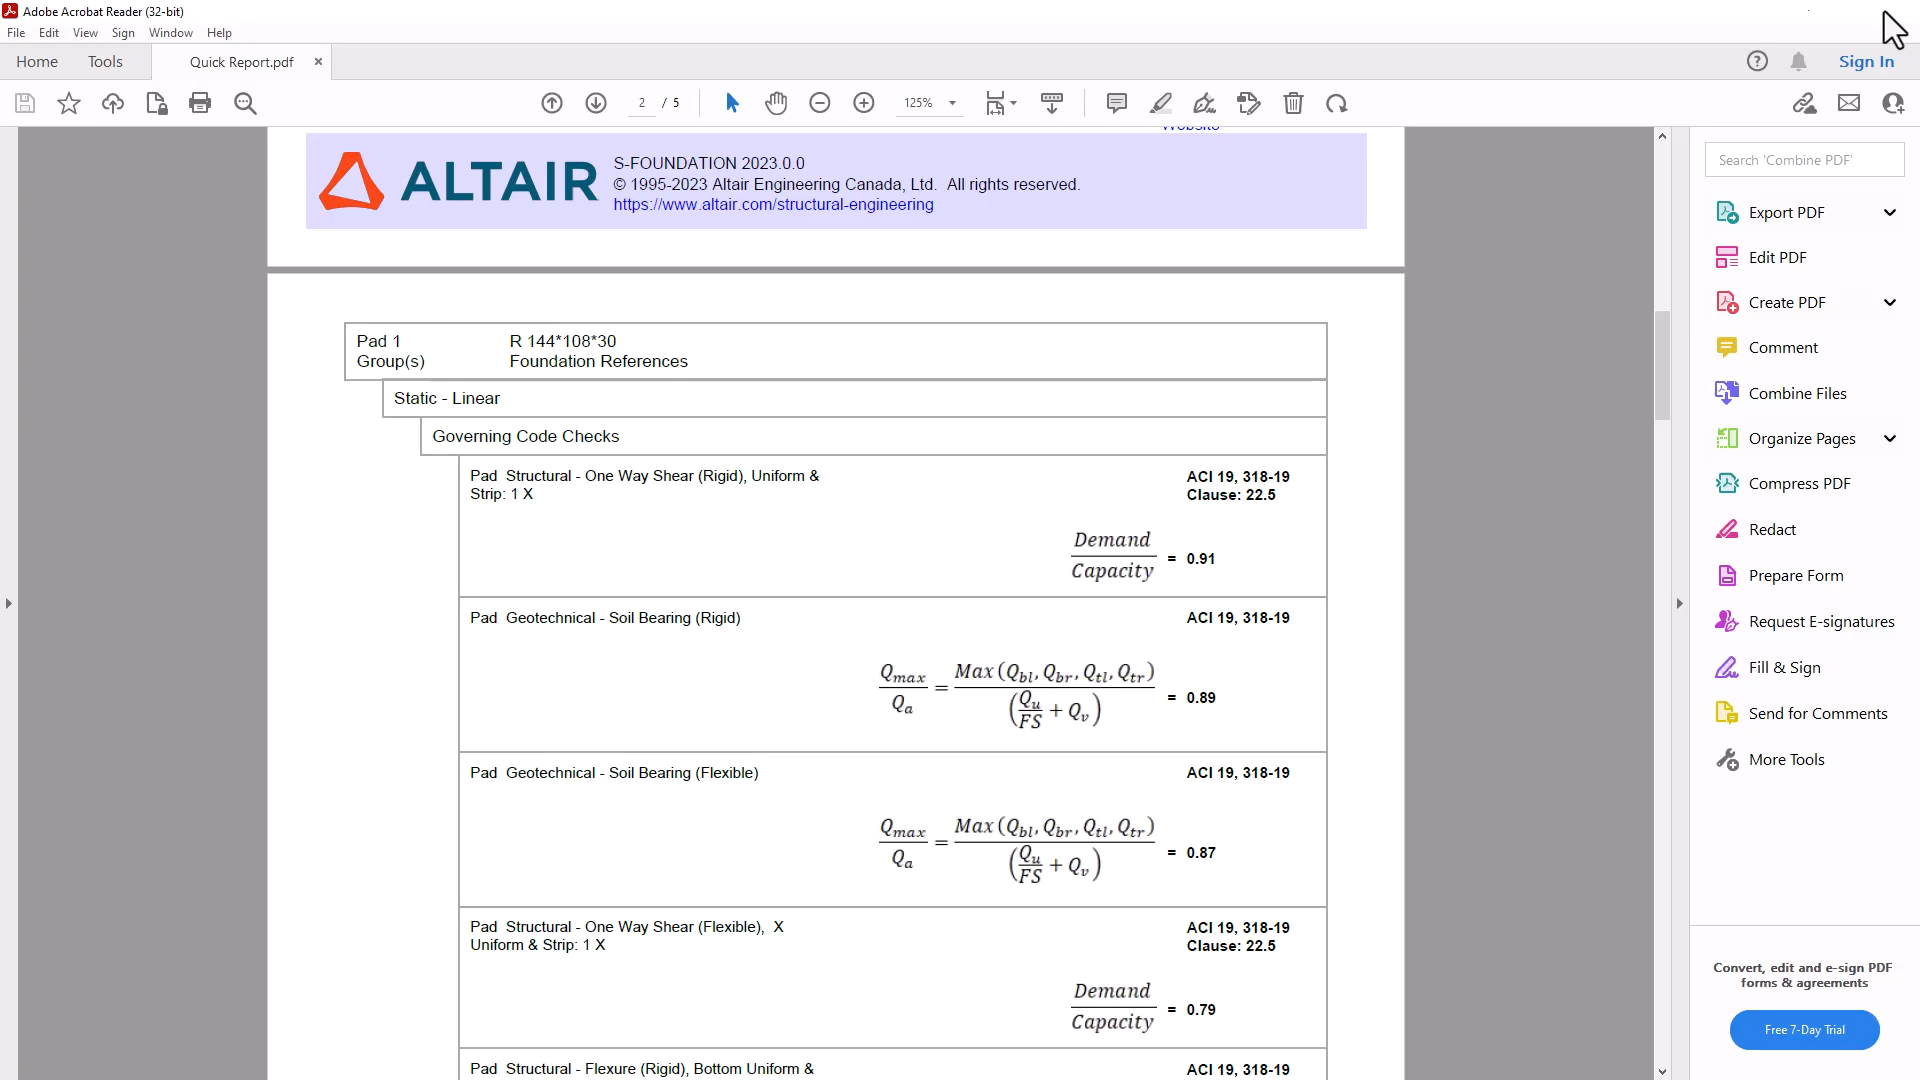 Adobe Acrobat Reader (32-bit)
File Edit View Sign Window Help
Home Tools Quick Report.pdf × Sign In
2 / 5 125%
Website
ALTAIR
S-FOUNDATION 2023.0.0
© 1995-2023 Altair Engineering Canada, Ltd. All rights reserved.
https://www.altair.com/structural-engineering
Pad 1 R 144*108*30
Group(s) Foundation References
Static - Linear
Governing Code Checks
Pad Structural - One Way Shear (Rigid), Uniform & ACI 19, 318-19
Strip: 1 X Clause: 22.5
Demand
Capacity = 0.91
Pad Geotechnical - Soil Bearing (Rigid) ACI 19, 318-19
Qmax / Qa = Max (Qbl, Qbr, Qtl, Qtr) / (Qu/FS + Qv) = 0.89
Pad Geotechnical - Soil Bearing (Flexible) ACI 19, 318-19
Qmax / Qa = Max (Qbl, Qbr, Qtl, Qtr) / (Qu/FS + Qv) = 0.87
Pad Structural - One Way Shear (Flexible), X ACI 19, 318-19
Uniform & Strip: 1 X Clause: 22.5
Demand
Capacity = 0.79
Pad Structural - Flexure (Rigid), Bottom Uniform & ACI 19, 318-19
Search 'Combine PDF'
Export PDF
Edit PDF
Create PDF
Comment
Combine Files
Organize Pages
Compress PDF
Redact
Prepare Form
Request E-signatures
Fill & Sign
Send for Comments
More Tools
Convert, edit and e-sign PDF
forms & agreements
Free 7-Day Trial